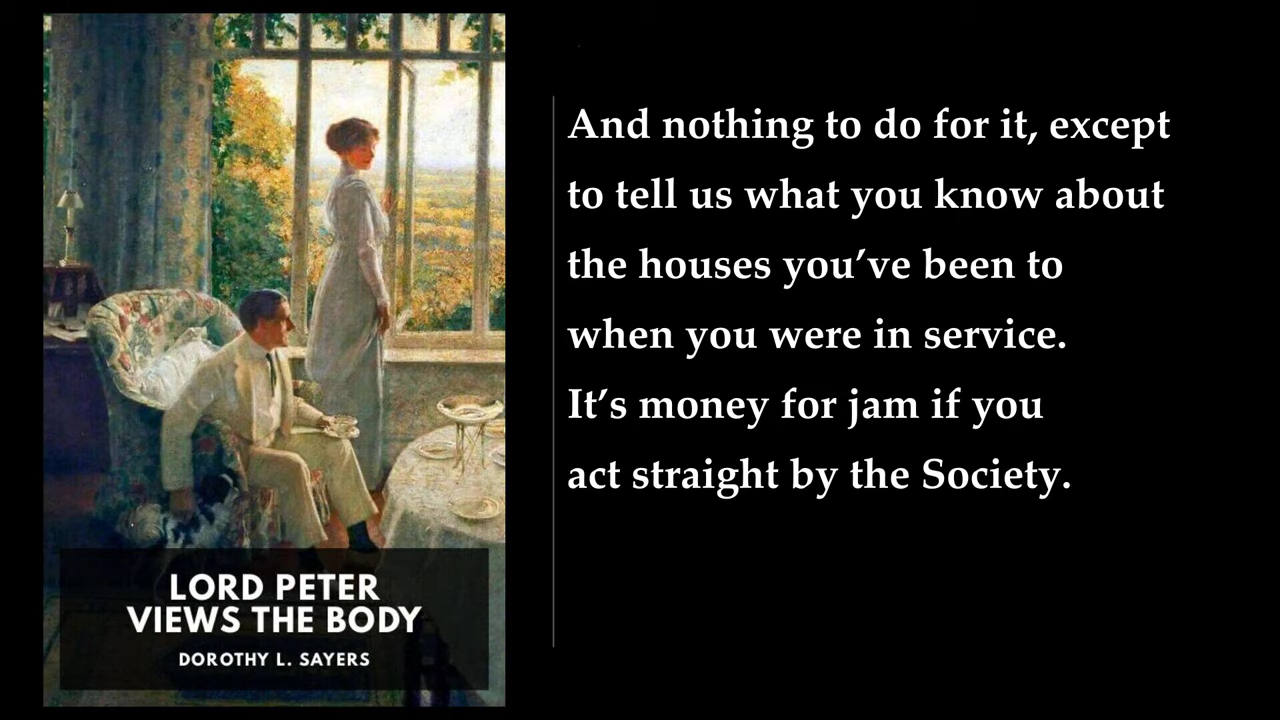 And nothing to do for it, except
to tell us what you know about
the houses you’ve been to
when you were in service.
It’s money for jam if you
act straight by the Society.
LORD PETER
VIEWS THE BODY
DOROTHY L. SAYERS